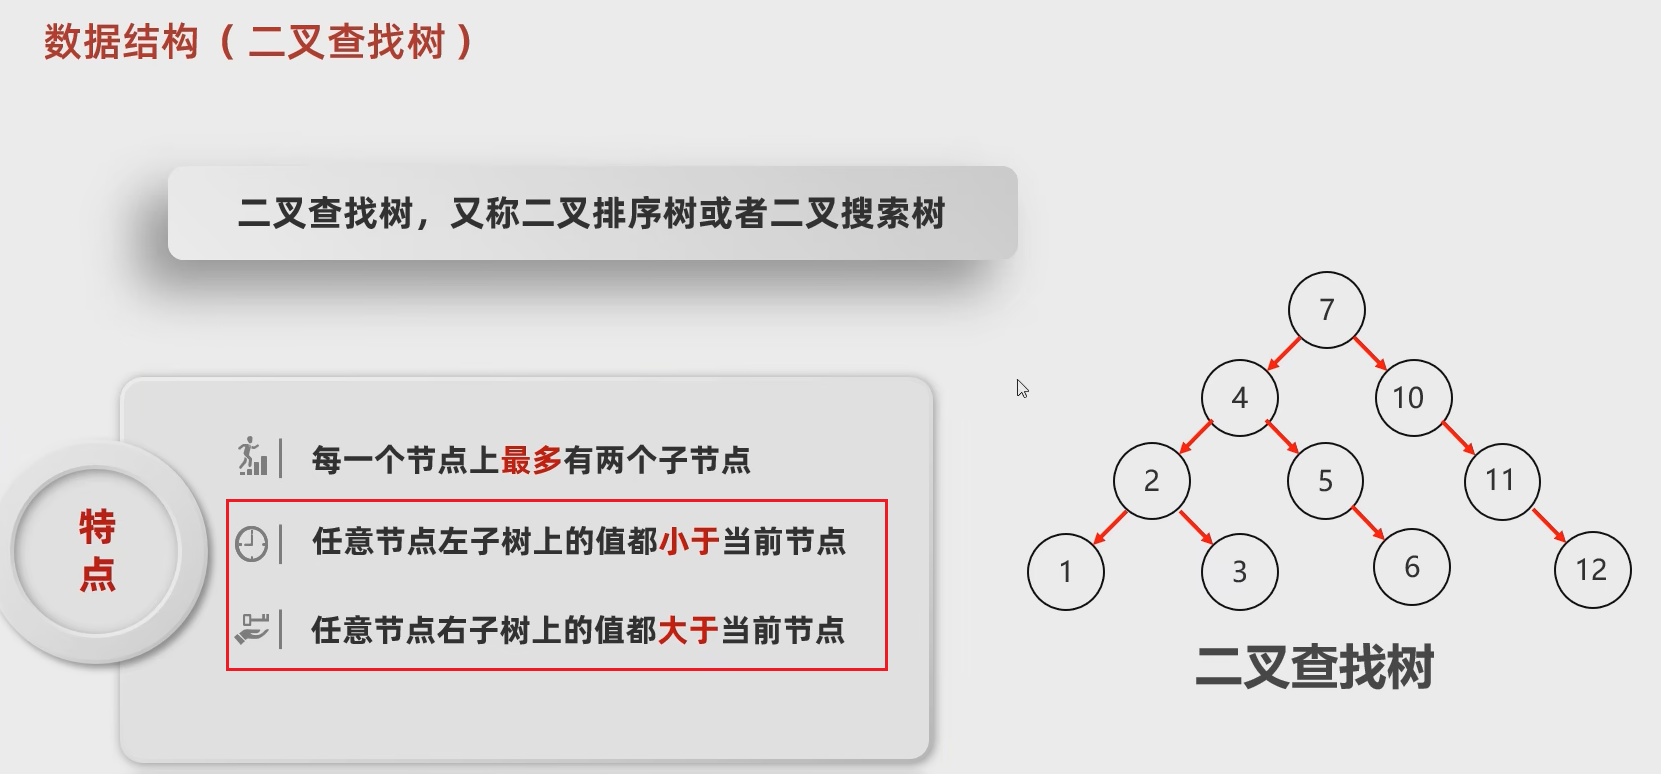 数据结构（二叉查找树）
二叉查找树，又称二叉排序树或者二叉搜索树
特
点
每一个节点上最多有两个子节点
任意节点左子树上的值都小于当前节点
任意节点右子树上的值都大于当前节点
7
4 10
2 5 11
1 3 6 12
二叉查找树